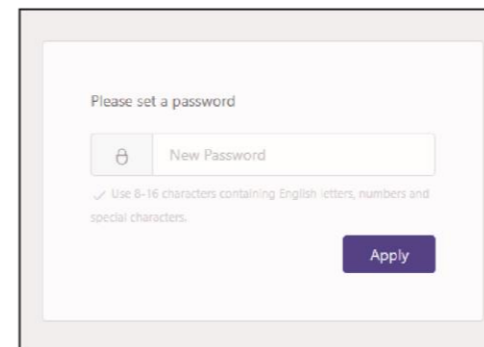 Please set a password
New Password
Use 8-16 characters containing English letters, numbers and
special characters.
Apply